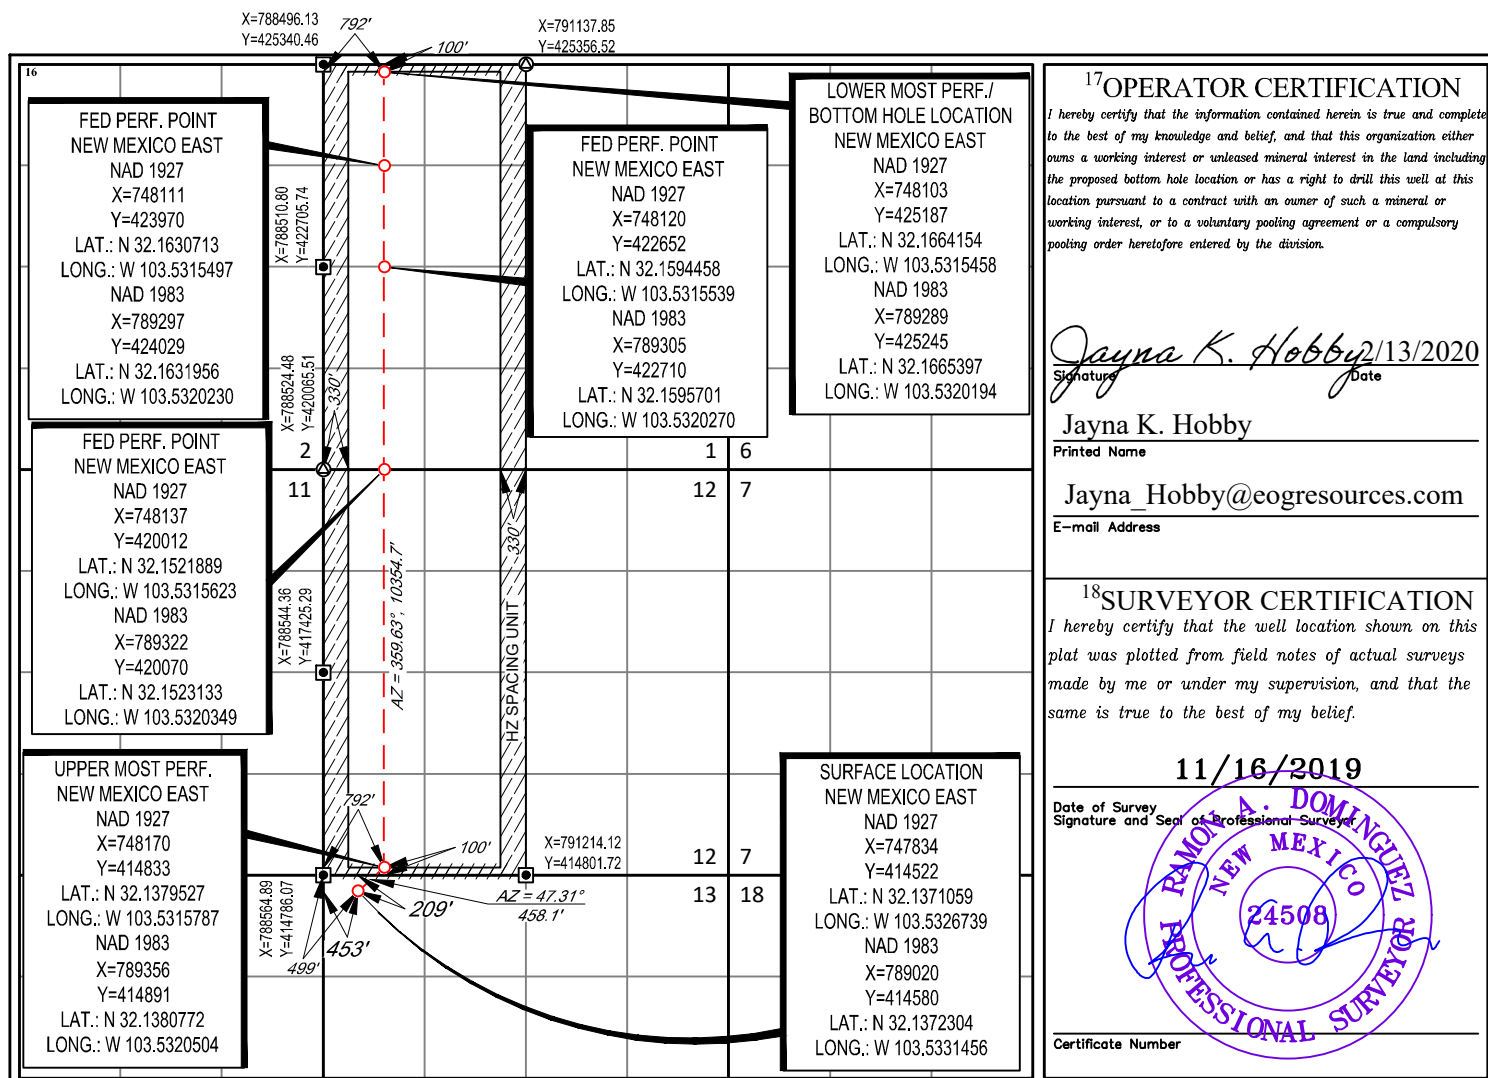 X=788496.13
Y=425340.46
792'
100'
X=791137.85
Y=425356.52
16
FED PERF. POINT
NEW MEXICO EAST
NAD 1927
X=748111
Y=423970
LAT.: N 32.1630713
LONG.: W 103.5315497
NAD 1983
X=789297
Y=424029
LAT.: N 32.1631956
LONG.: W 103.5320230
X=788510.80
Y=422705.74
FED PERF. POINT
NEW MEXICO EAST
NAD 1927
X=748120
Y=422652
LAT.: N 32.1594458
LONG.: W 103.5315539
NAD 1983
X=789305
Y=422710
LAT.: N 32.1595701
LONG.: W 103.5320270
LOWER MOST PERF./
BOTTOM HOLE LOCATION
NEW MEXICO EAST
NAD 1927
X=748103
Y=425187
LAT.: N 32.1664154
LONG.: W 103.5315458
NAD 1983
X=789289
Y=425245
LAT.: N 32.1665397
LONG.: W 103.5320194
X=788524.48
Y=420065.51
330'
2
11
1 6
12 7
FED PERF. POINT
NEW MEXICO EAST
NAD 1927
X=748137
Y=420012
LAT.: N 32.1521889
LONG.: W 103.5315623
NAD 1983
X=789322
Y=420070
LAT.: N 32.1523133
LONG.: W 103.5320349
X=788544.36
Y=417425.29
AZ = 359.63°, 10354.7'
330'
HZ SPACING UNIT
UPPER MOST PERF.
NEW MEXICO EAST
NAD 1927
X=748170
Y=414833
LAT.: N 32.1379527
LONG.: W 103.5315787
NAD 1983
X=789356
Y=414891
LAT.: N 32.1380772
LONG.: W 103.5320504
792'
100'
X=791214.12
Y=414801.72
12 7
13 18
X=788564.89
Y=414786.07
AZ = 47.31°
458.1'
209'
453'
499'
SURFACE LOCATION
NEW MEXICO EAST
NAD 1927
X=747834
Y=414522
LAT.: N 32.1371059
LONG.: W 103.5326739
NAD 1983
X=789020
Y=414580
LAT.: N 32.1372304
LONG.: W 103.5331456
17OPERATOR CERTIFICATION
I hereby certify that the information contained herein is true and complete
to the best of my knowledge and belief, and that this organization either
owns a working interest or unleased mineral interest in the land including
the proposed bottom hole location or has a right to drill this well at this
location pursuant to a contract with an owner of such a mineral or
working interest, or to a voluntary pooling agreement or a compulsory
pooling order heretofore entered by the division.
Jayna K. Hobby 2/13/2020
Signature Date
Jayna K. Hobby
Printed Name
Jayna_Hobby@eogresources.com
E-mail Address
18SURVEYOR CERTIFICATION
I hereby certify that the well location shown on this
plat was plotted from field notes of actual surveys
made by me or under my supervision, and that the
same is true to the best of my belief.
11/16/2019
Date of Survey
Signature and Seal of Professional Surveyor
RAMON A. DOMINGUEZ
NEW MEXICO
24508
PROFESSIONAL SURVEYOR
Certificate Number